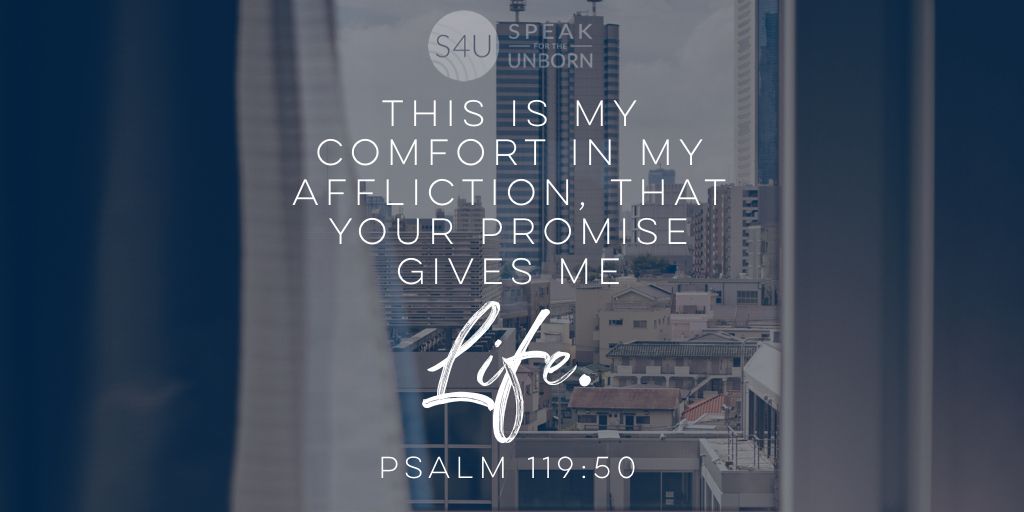 S4U
SPEAK
FOR THE
UNBORN
THIS IS MY
COMFORT IN MY
AFFLICTION, THAT
YOUR PROMISE
GIVES ME
Life.
PSALM 119:50